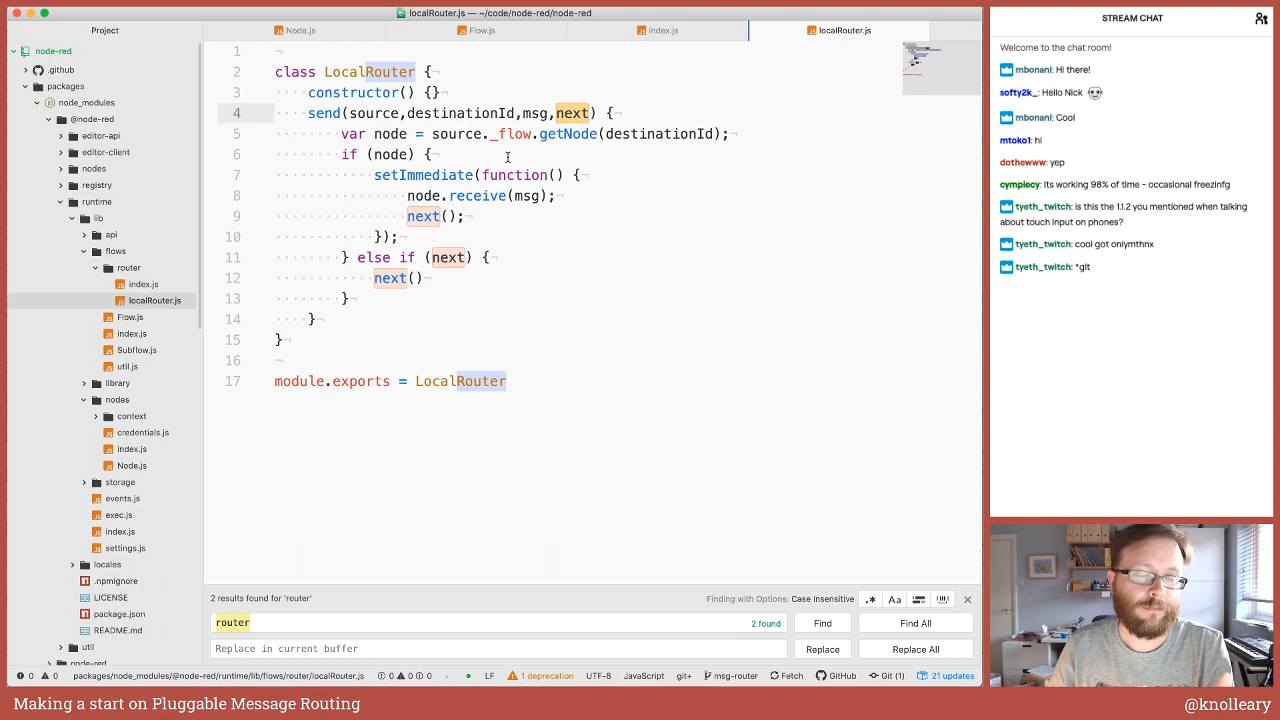 localRouter.js — ~/code/node-red/node-red
Project
Node.js
Flow.js
index.js
localRouter.js
node-red
.github
packages
node_modules
@node-red
editor-api
editor-client
nodes
registry
runtime
lib
api
flows
router
index.js
localRouter.js
Flow.js
index.js
Subflow.js
util.js
library
nodes
context
credentials.js
index.js
Node.js
storage
events.js
exec.js
index.js
settings.js
locales
.npmignore
LICENSE
package.json
README.md
util
node-red
1
2 class LocalRouter {
3 constructor() {}
4 send(source,destinationId,msg,next) {
5 var node = source._flow.getNode(destinationId);
6 if (node) {
7 setImmediate(function() {
8 node.receive(msg);
9 next();
10 });
11 } else if (next) {
12 next()
13 }
14 }
15 }
16
17 module.exports = LocalRouter
2 results found for 'router'
Finding with Options: Case Insensitive
.*
Aa
router
2 found
Find
Find All
Replace in current buffer
Replace
Replace All
0 0 packages/node_modules/@node-red/runtime/lib/flows/router/localRouter.js 0 0 0 LF 1 deprecation UTF-8 JavaScript git+ msg-router Fetch GitHub Git (1) 21 updates
STREAM CHAT
Welcome to the chat room!
mbonani: Hi there!
softy2k_: Hello Nick
mbonani: Cool
mtoko1: hi
dothewww: yep
cymplecy: Its working 98% of time - occasional freezinfg
tyeth_twitch: is this the 1.1.2 you mentioned when talking
about touch input on phones?
tyeth_twitch: cool got onlymthnx
tyeth_twitch: *git
Making a start on Pluggable Message Routing
@knolleary